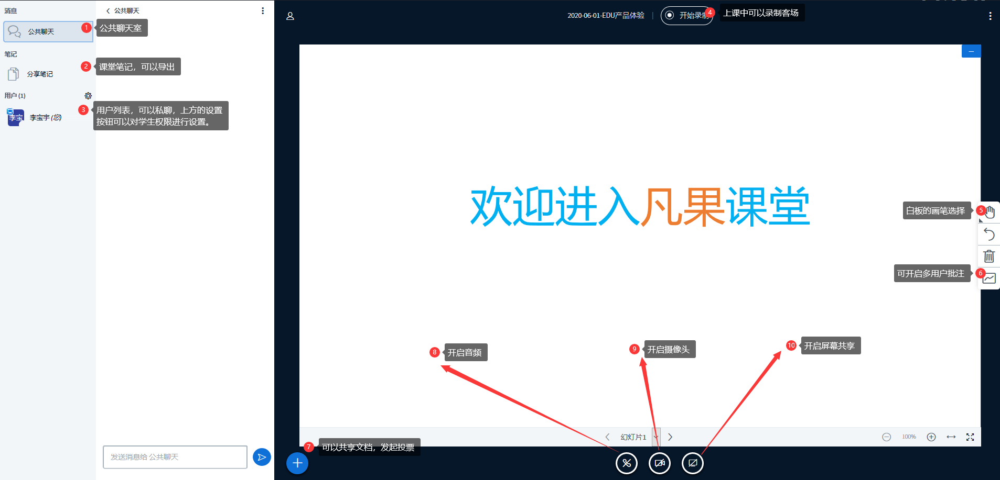 消息
公共聊天
1
公共聊天室
笔记
分享笔记
2
课堂笔记，可以导出
用户 (1)
李宝
李宝宇 (您)
3
用户列表，可以私聊，上方的设置
按钮可以对学生权限进行设置。
公共聊天
发送消息给 公共聊天
2020-06-01-EDU产品体验
开始录制
4
上课中可以录制客场
欢迎进入凡果课堂
白板的画笔选择
5
可开启多用户批注
6
8
开启音频
9
开启摄像头
10
开启屏幕共享
幻灯片1
100%
7
可以共享文档，发起投票